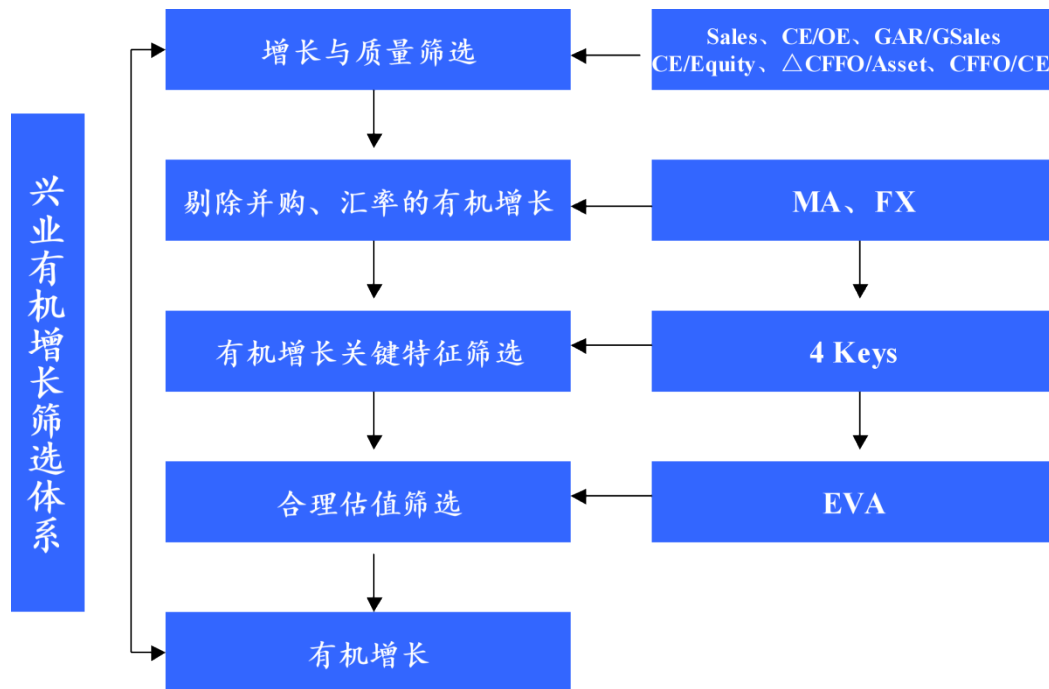 兴业有机增长筛选体系
增长与质量筛选
Sales、CE/OE、GAR/GSales
CE/Equity、△CFFO/Asset、CFFO/CE
剔除并购、汇率的有机增长
MA、FX
有机增长关键特征筛选
4 Keys
合理估值筛选
EVA
有机增长